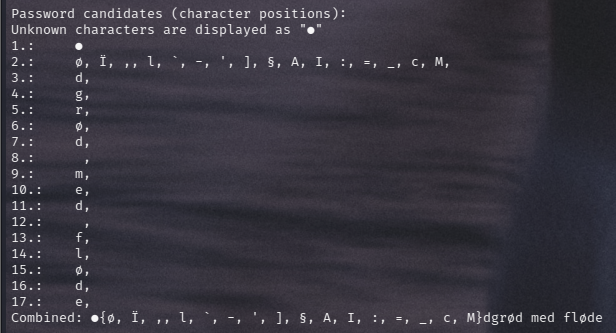 Password candidates (character positions):
Unknown characters are displayed as "●"
1.: ●
2.: ø, Ï, ,, l, `, -, ', ], §, A, I, :, =, _, c, M,
3.: d,
4.: g,
5.: r,
6.: ø,
7.: d,
8.:  ,
9.: m,
10.: e,
11.: d,
12.:  ,
13.: f,
14.: l,
15.: ø,
16.: d,
17.: e,
Combined: ●{ø, Ï, ,, l, `, -, ', ], §, A, I, :, =, _, c, M}dgrød med fløde